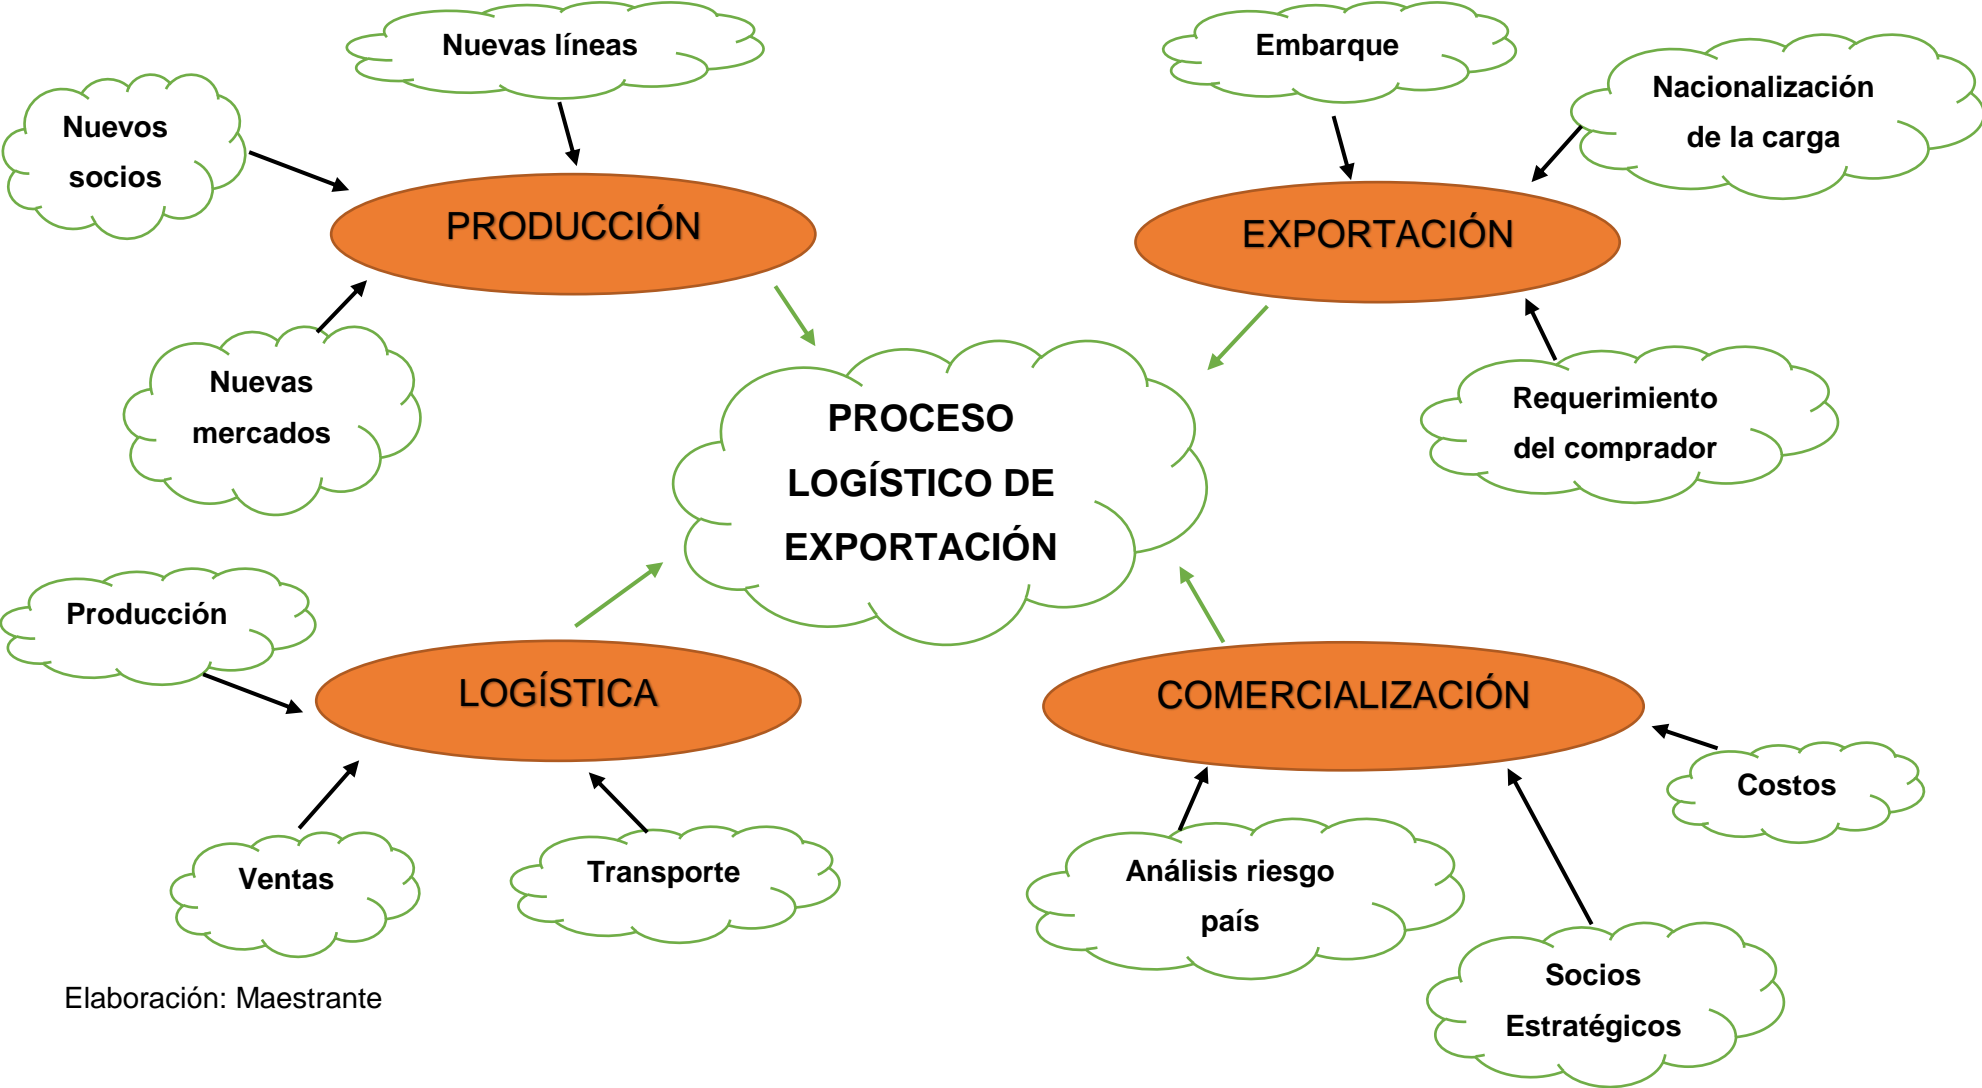 Nuevas líneas
Embarque
Nacionalización
de la carga
Nuevos
socios
PRODUCCIÓN
EXPORTACIÓN
Nuevas
mercados
Requerimiento
del comprador
PROCESO
LOGÍSTICO DE
EXPORTACIÓN
Producción
LOGÍSTICA
COMERCIALIZACIÓN
Costos
Ventas
Transporte
Análisis riesgo
país
Socios
Estratégicos
Elaboración: Maestrante